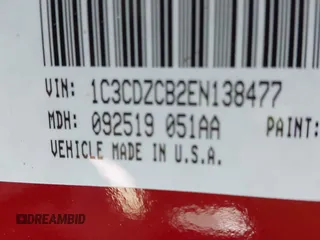 VIN: 1C3CDZCB2EN138477
MDH: 092519 051AA PAINT:
VEHICLE MADE IN U.S.A.
DREAMBID